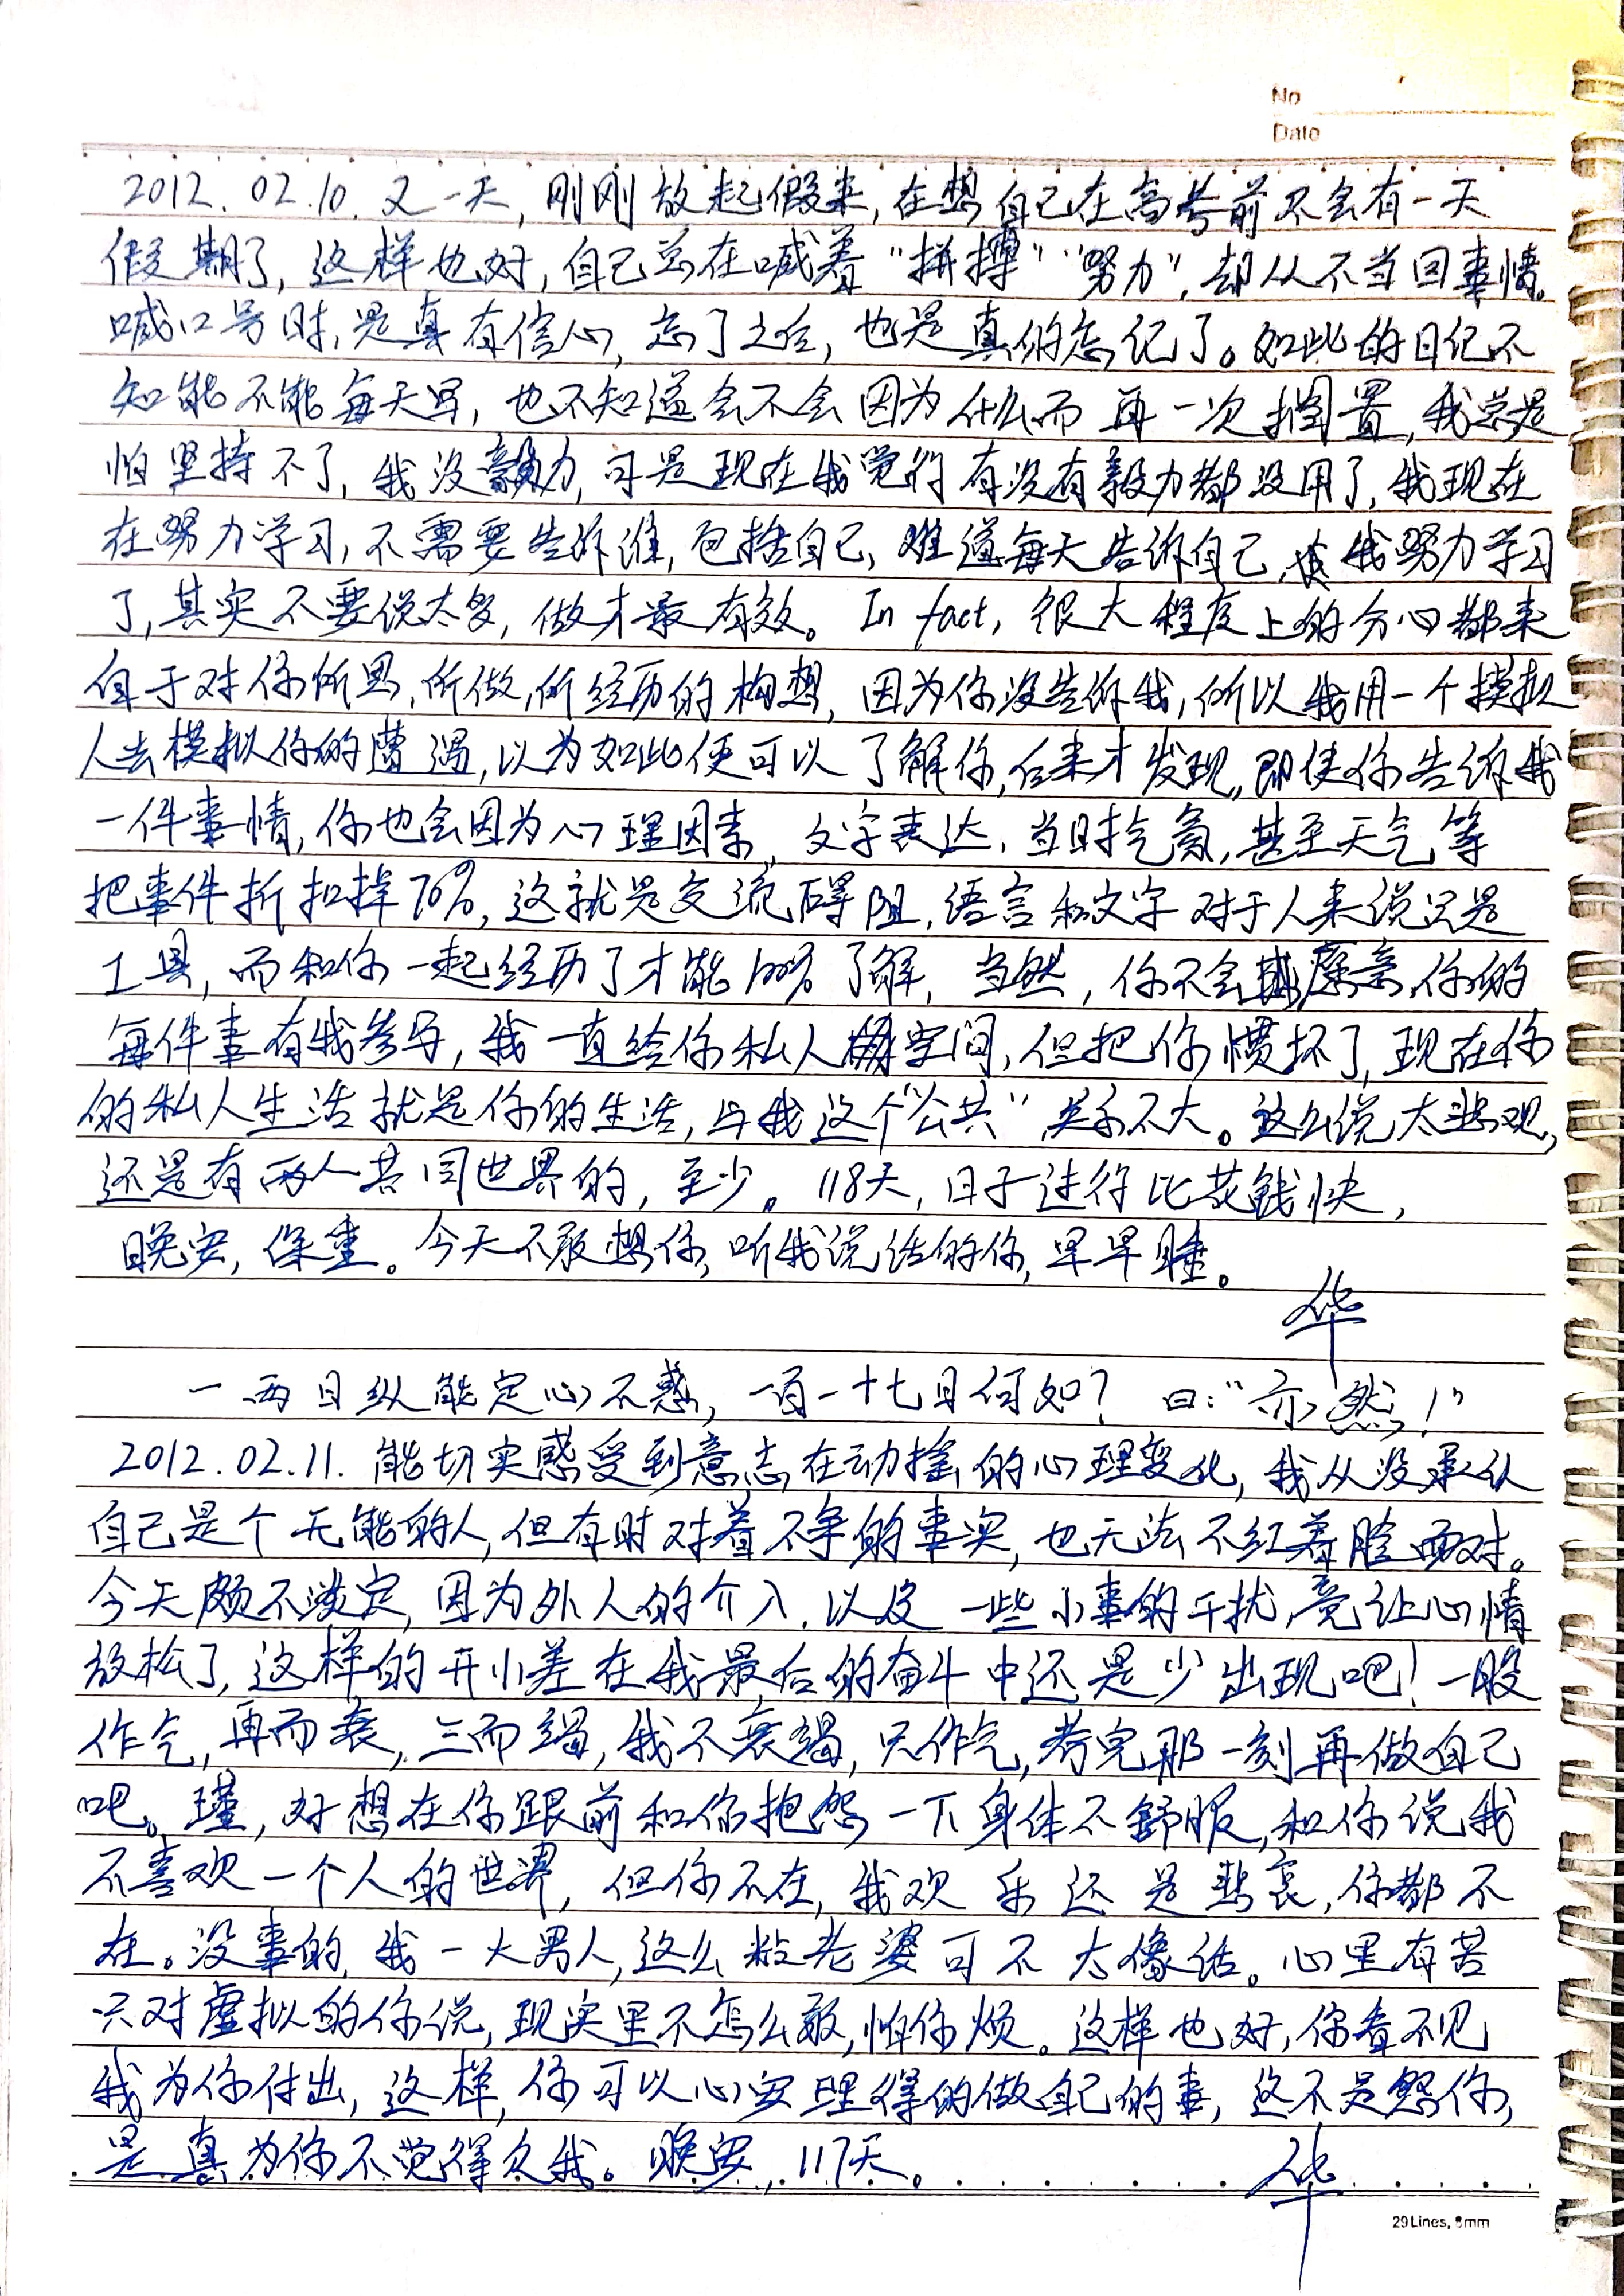 No
Date
2012.02.10. 又一天,刚刚放起假来,在想自己在高考前不会有一天
假期了,这样也好,自己总在喊着"拼搏""努力",却从不当回事情。
喊口号时,是真有信心,忘了之后,也是真的忘记了。如此的日记不
知能不能每天写,也不知道会不会因为什么而再一次搁置,我总是
怕坚持不了,我没毅力,可是现在我觉得有没有毅力都没用了,我现在
在努力学习,不需要告诉谁,包括自己,难道每天告诉自己,我努力学习
了,其实不要说太多,做才最有效。In fact,很大程度上的分心都来
自于对你所思,所做,所经历的构想,因为你没告诉我,所以我用一个模拟
人去模拟你的遭遇,以为如此便可以了解你,后来才发现,即使你告诉我
一件事情,你也会因为心理因素,文字表达,当时气氛,甚至天气等
把事件折扣掉70%,这就是交流碍阻,语言和文字对于人来说只是
工具,而和你一起经历了才能100%了解,当然,你不会愿意你的
每件事有我参与,我一直给你私人空间,但把你惯坏了,现在你
的私人生活就是你的生活,与我这个"公共"关系不大。这么说太悲观,
还是有两人共同世界的,至少。118天,日子过得比花钱快,
晚安,保重。今天不敢想你,听我说话的你,早早睡。
华
一两日纵能定心不惑,一百一十七日何如?曰:"亦然!"
2012.02.11. 能切实感受到意志在动摇的心理变化,我从没承认
自己是个无能的人,但有时对着不争的事实,也无法不红着脸面对。
今天颇不淡定,因为外人的介入,以及一些小事的干扰,竟让心情
放松了,这样的开小差在我最后的奋斗中还是少出现吧!一股
作气,再而衰,三而竭,我不衰竭,只作气,考完那一刻再做自己
吧。瑾,好想在你跟前和你抱怨一下身体不舒服,和你说我
不喜欢一个人的世界,但你不在,我欢乐还是悲哀,你都不
在。没事的,我一大男人,这么粘老婆可不太像话。心里有苦
只对虚拟的你说,现实里不怎么敢,怕你烦。这样也好,你看不见
我为你付出,这样,你可以心安理得的做自己的事,这不是怨你,
是真为你不觉得欠我。晚安,117天。
华
29 Lines, 8mm